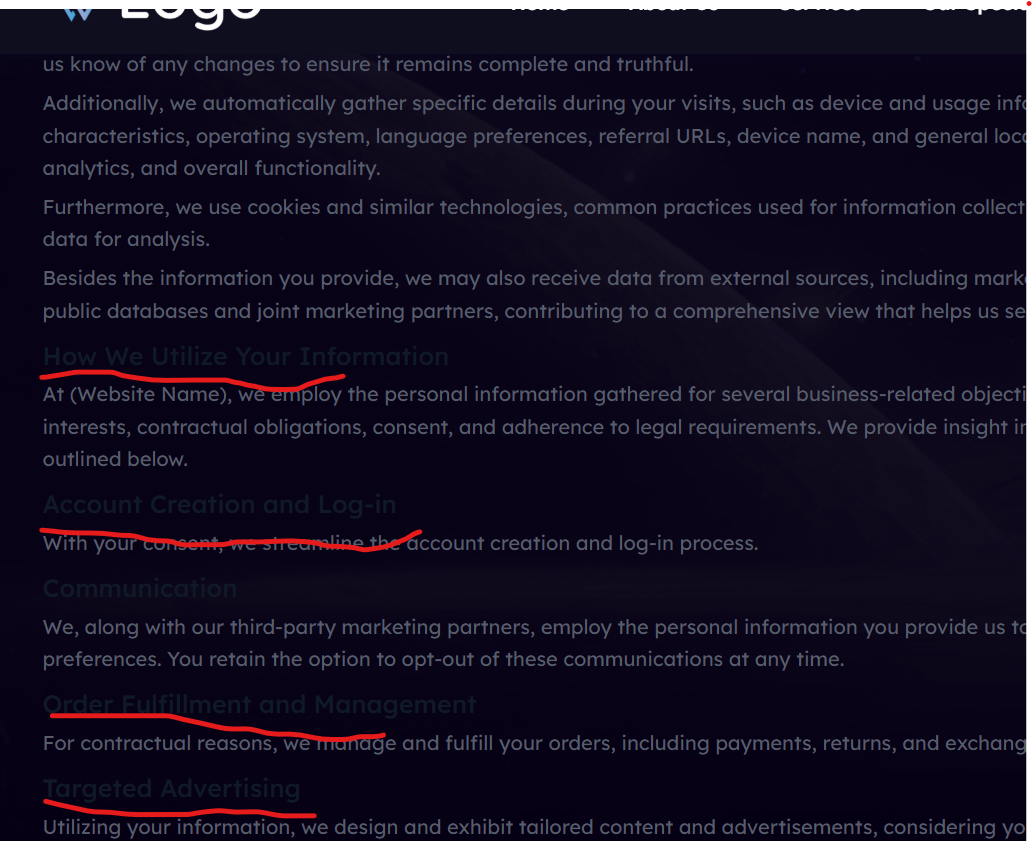 Logo
us know of any changes to ensure it remains complete and truthful.
Additionally, we automatically gather specific details during your visits, such as device and usage
characteristics, operating system, language preferences, referral URLs, device name, and general
analytics, and overall functionality.
Furthermore, we use cookies and similar technologies, common practices used for information collect
data for analysis.
Besides the information you provide, we may also receive data from external sources, including mark
public databases and joint marketing partners, contributing to a comprehensive view that helps us se
How We Utilize Your Information
At (Website Name), we employ the personal information gathered for several business-related objecti
interests, contractual obligations, consent, and adherence to legal requirements. We provide insight
outlined below.
Account Creation and Log-in
With your consent, we streamline the account creation and log-in process.
Communication
We, along with our third-party marketing partners, employ the personal information you provide us to
preferences. You retain the option to opt-out of these communications at any time.
Order Fulfillment and Management
For contractual reasons, we manage and fulfill your orders, including payments, returns, and exchang
Targeted Advertising
Utilizing your information, we design and exhibit tailored content and advertisements, considering yo